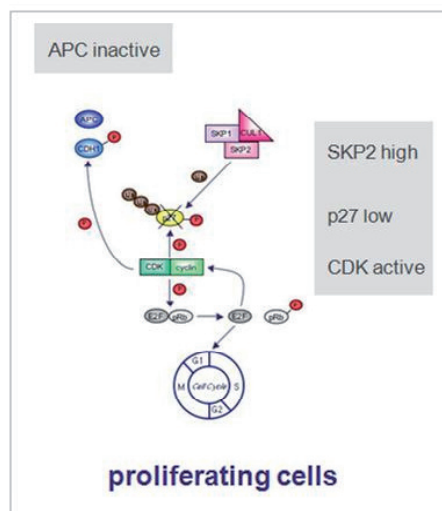 APC inactive
APC
CDH1
P
SKP1
CUL1
SKP2
SKP2 high
p27 low
CDK active
Ub
P
P
P
CDK
cyclin
P
E2F
pRb
E2F
pRb
P
G1
M
Cell Cycle
S
G2
proliferating cells